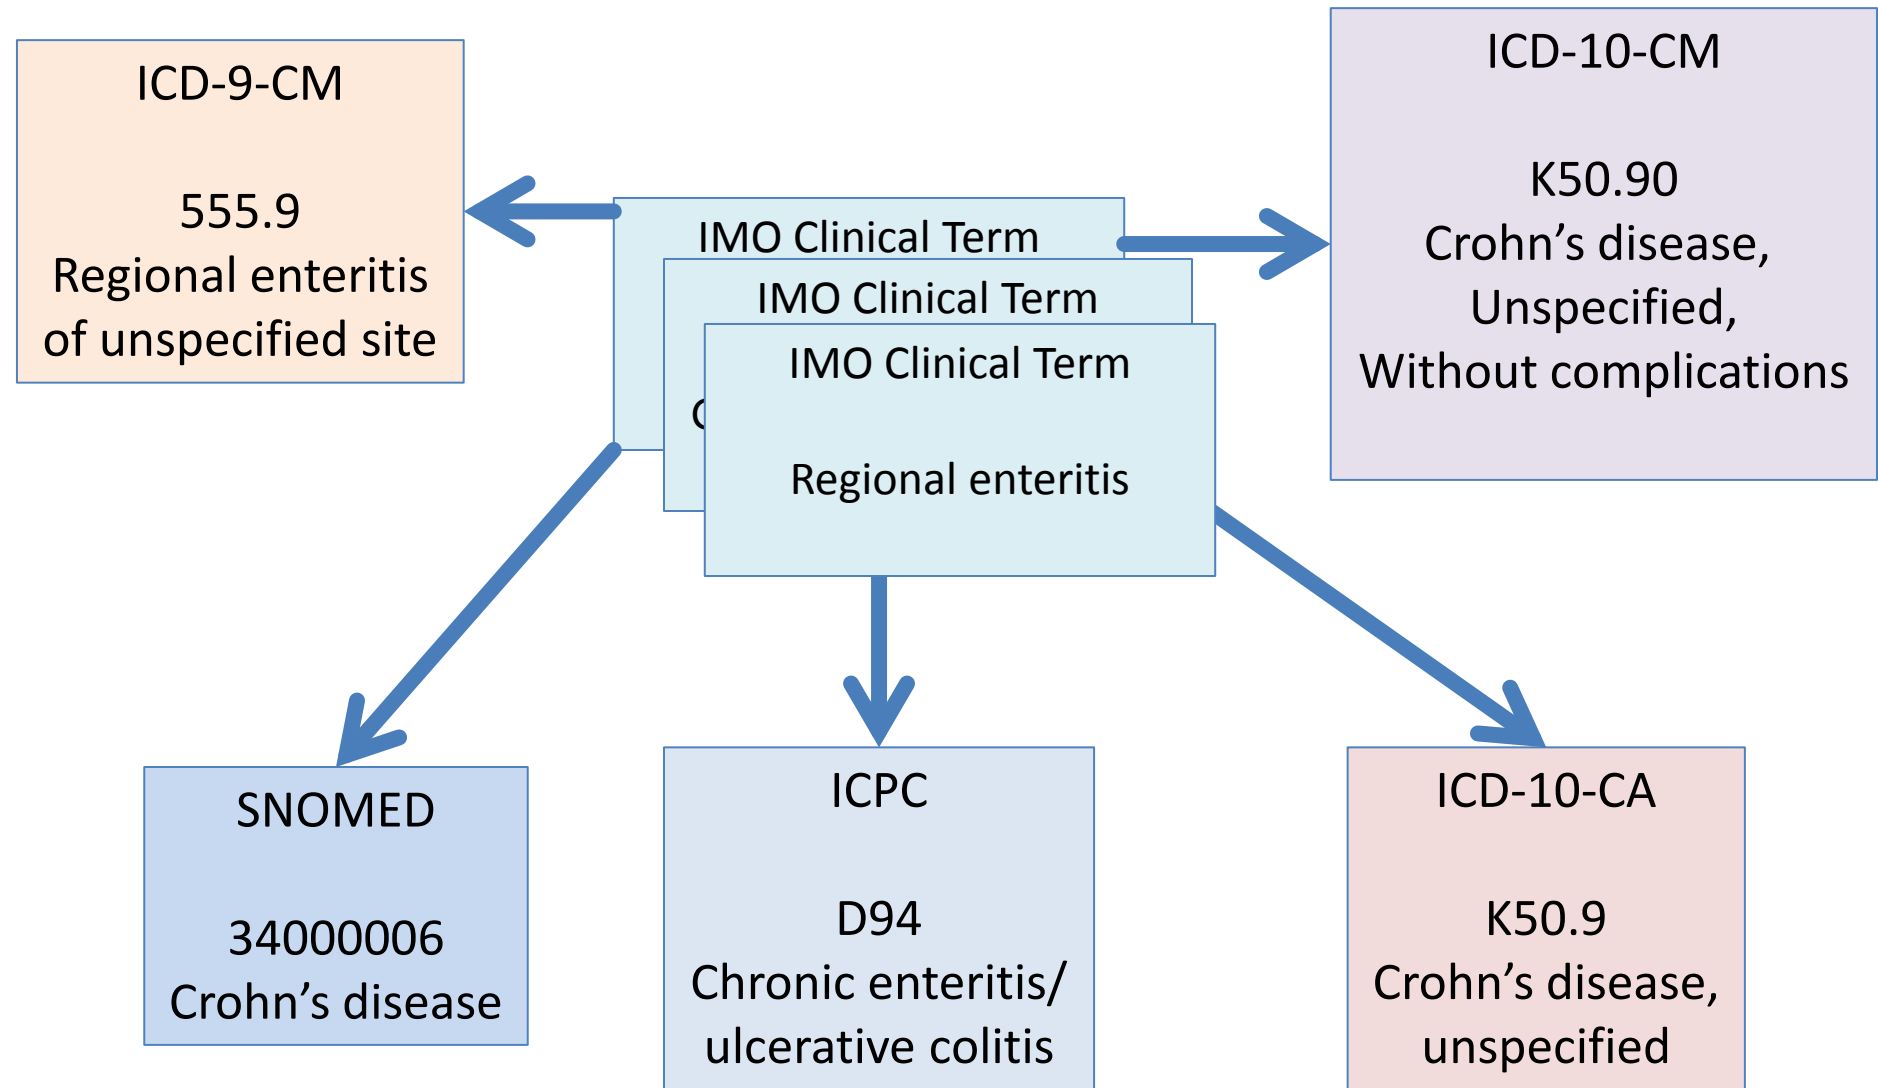 ICD-9-CM
555.9
Regional enteritis
of unspecified site
ICD-10-CM
K50.90
Crohn’s disease,
Unspecified,
Without complications
IMO Clinical Term
IMO Clinical Term
IMO Clinical Term
Regional enteritis
SNOMED
34000006
Crohn’s disease
ICPC
D94
Chronic enteritis/
ulcerative colitis
ICD-10-CA
K50.9
Crohn’s disease,
unspecified